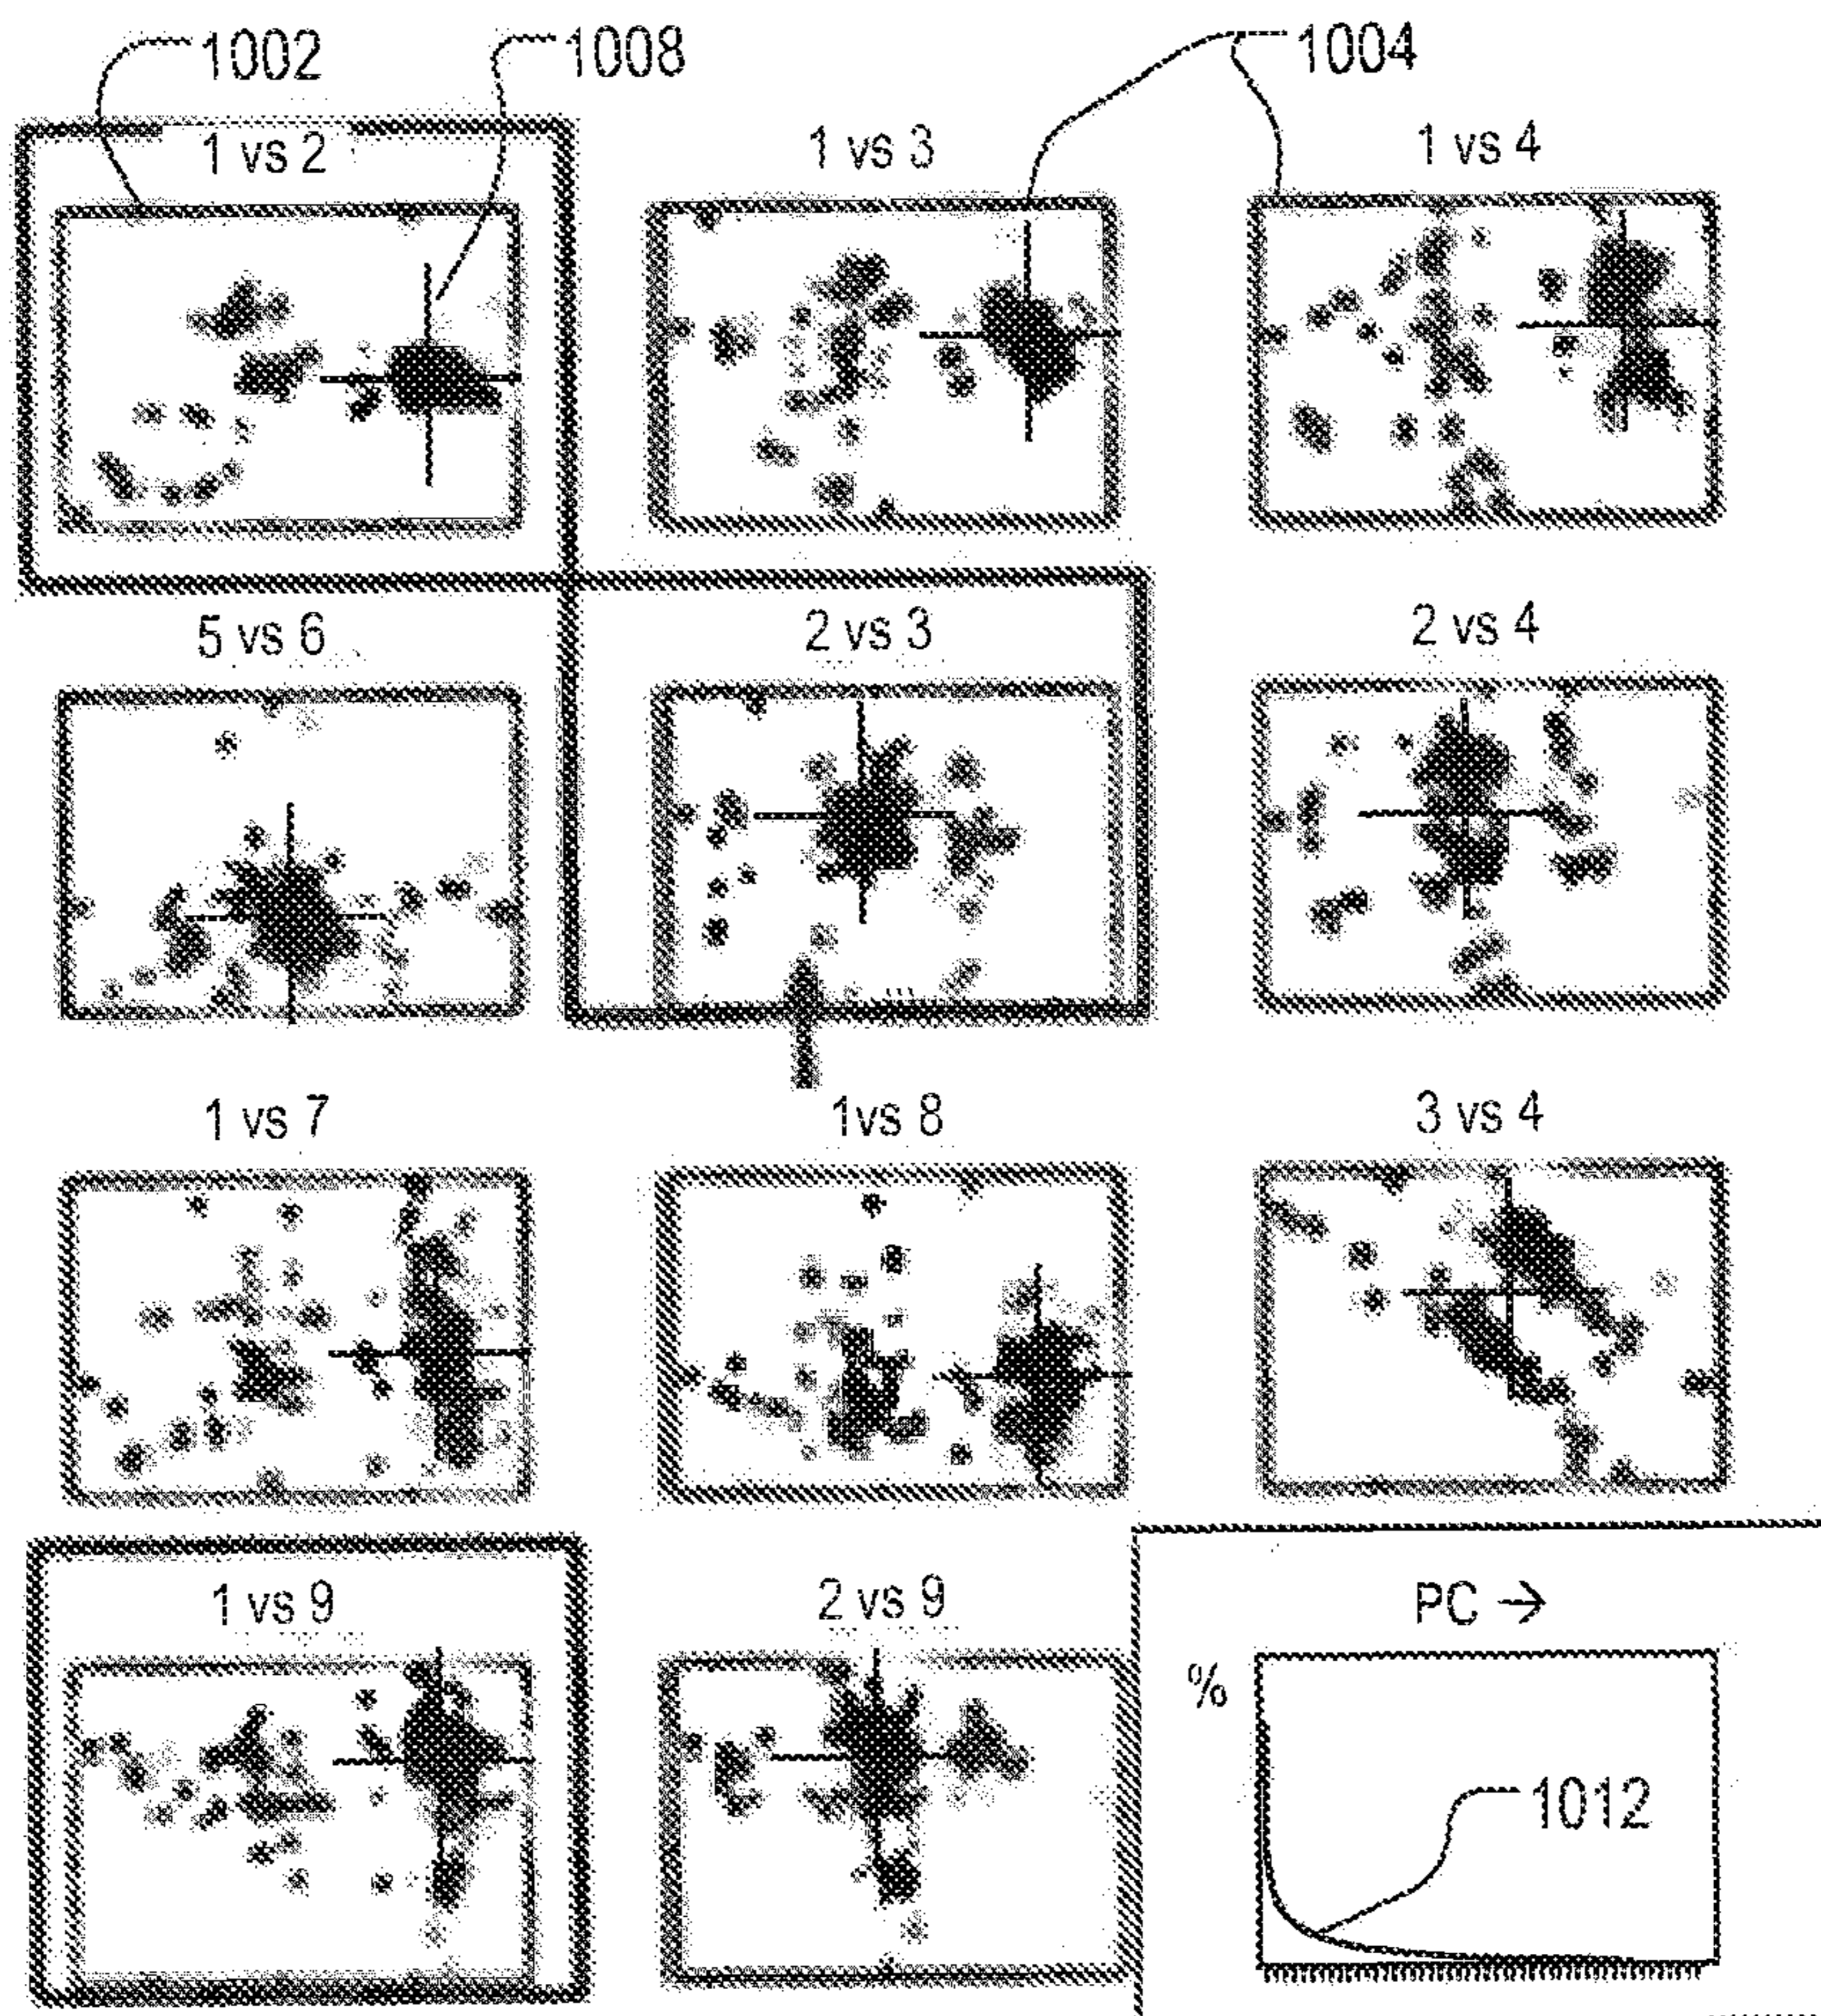 1002
1008
1004
1 vs 2
1 vs 3
1 vs 4
5 vs 6
2 vs 3
2 vs 4
1 vs 7
1vs 8
3 vs 4
1 vs 9
2 vs 9
PC →
%
1012